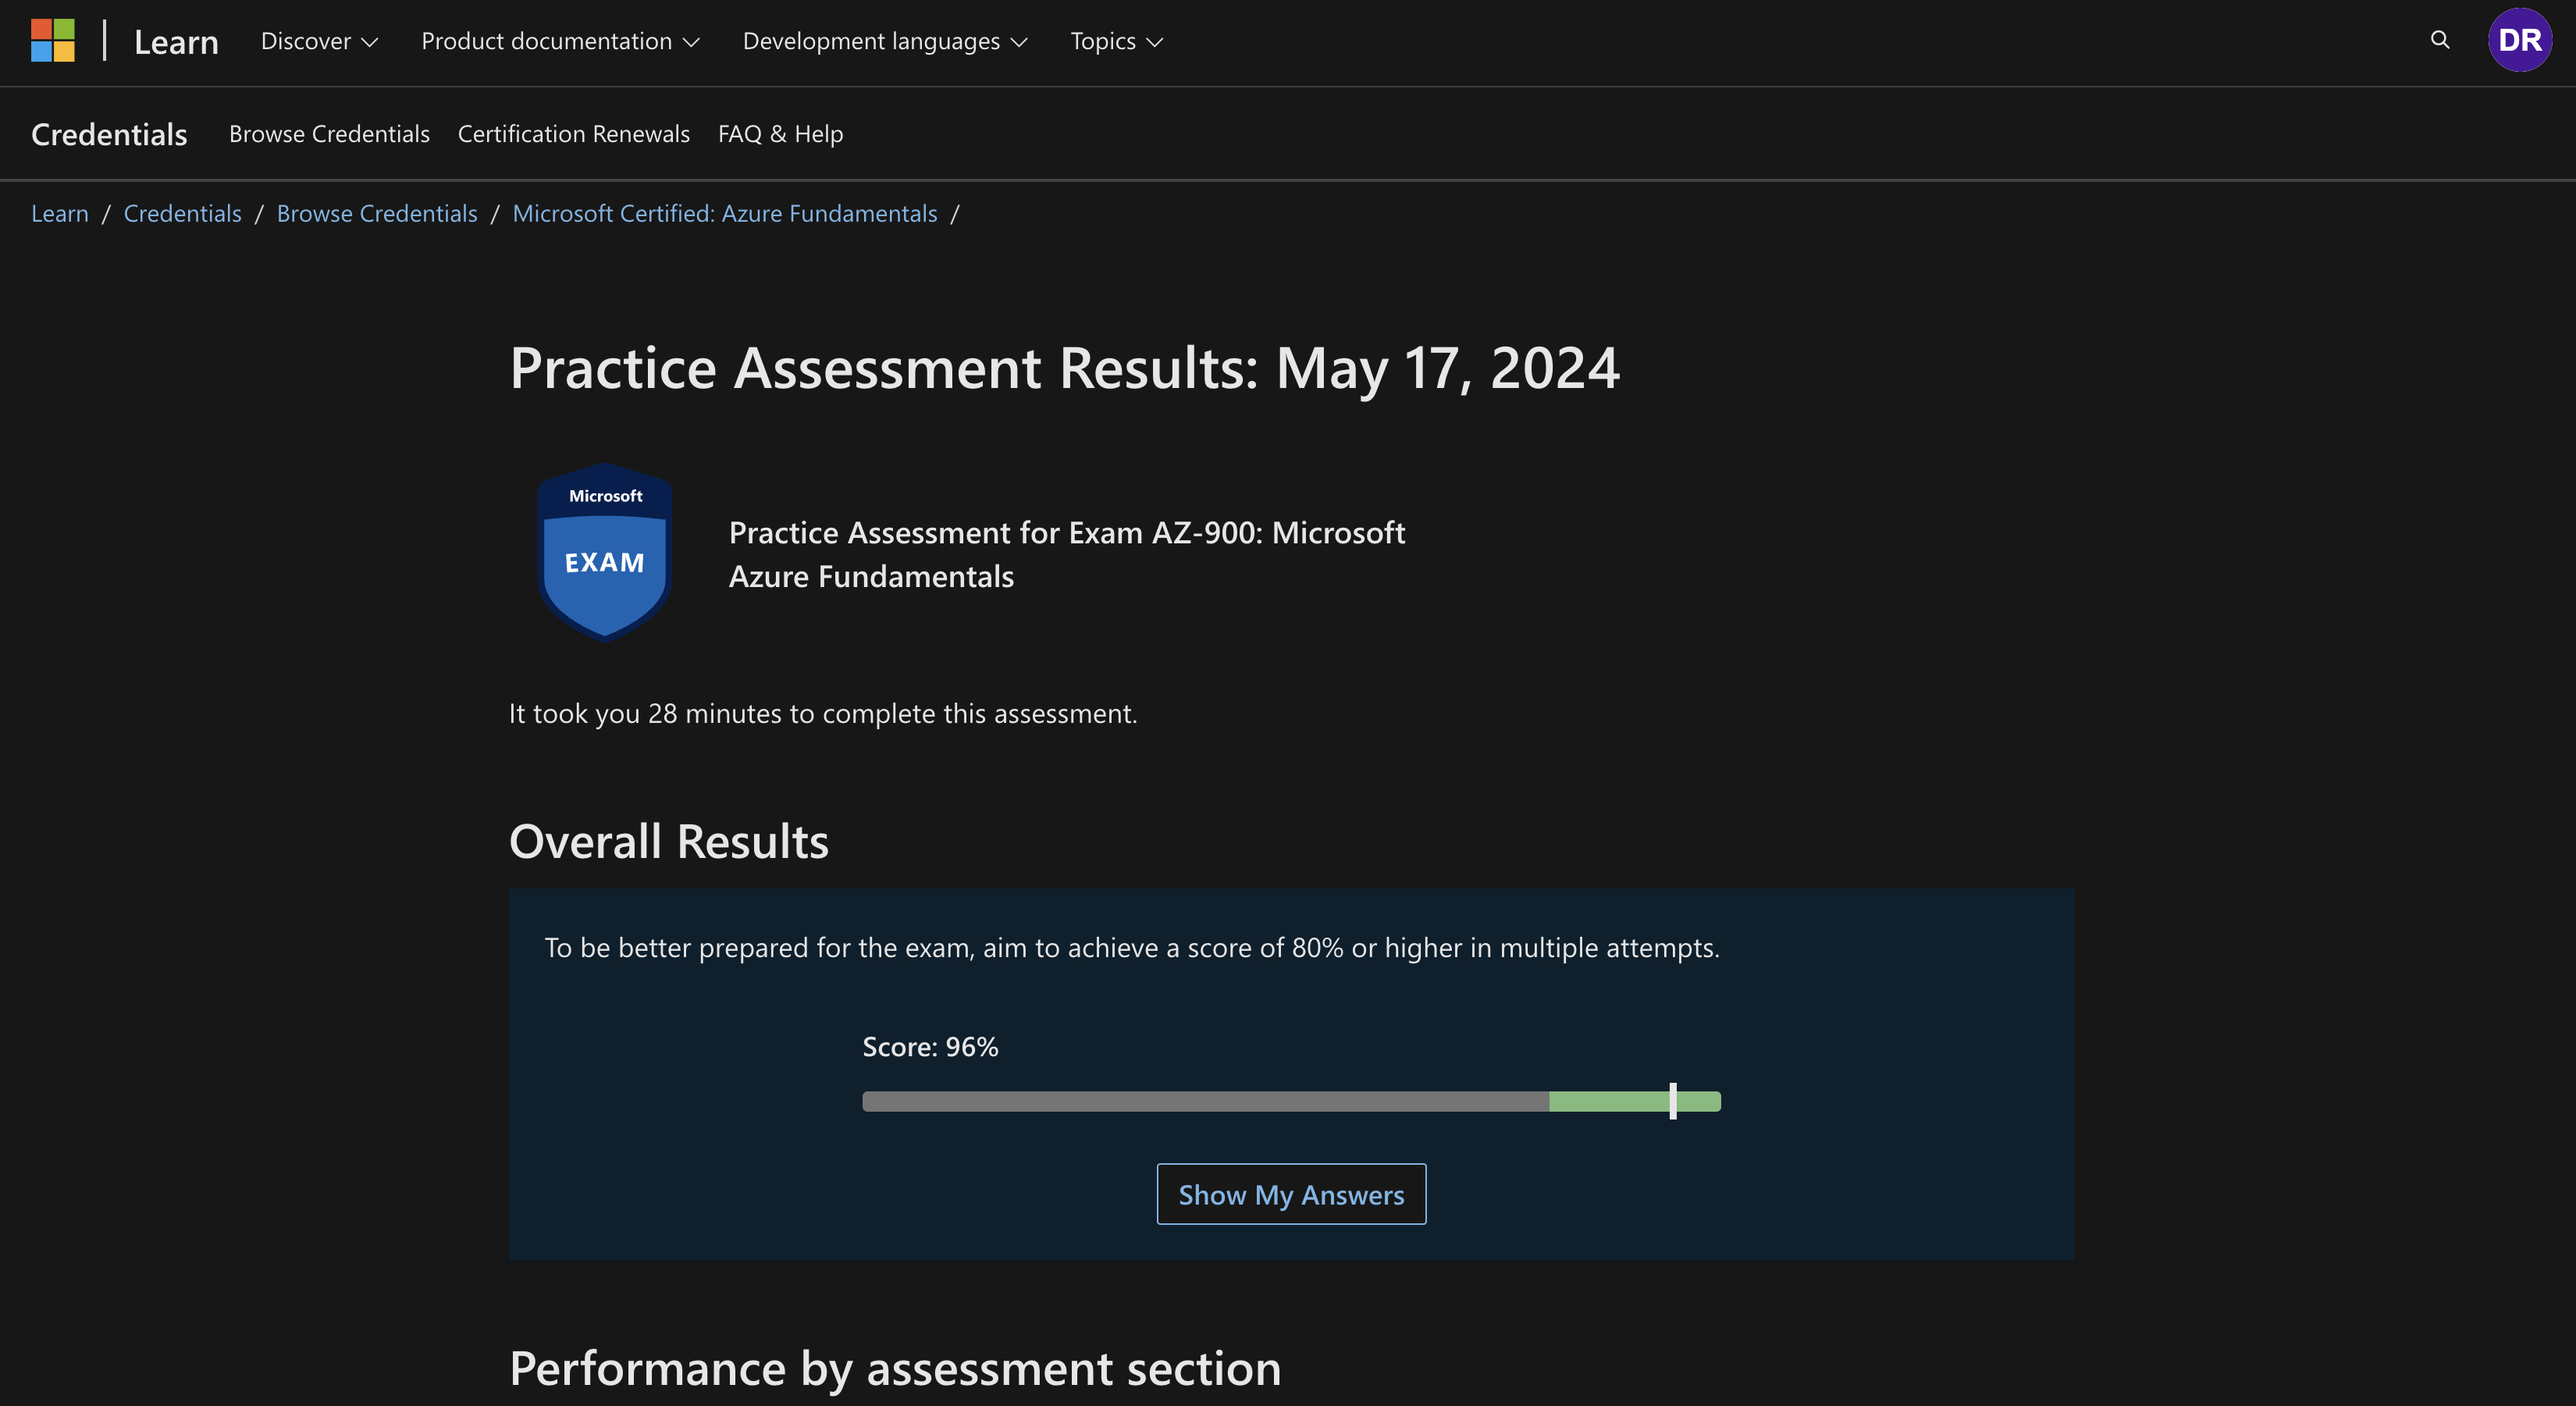 Learn Discover Product documentation Development languages Topics DR
Credentials Browse Credentials Certification Renewals FAQ & Help
Learn / Credentials / Browse Credentials / Microsoft Certified: Azure Fundamentals /
Practice Assessment Results: May 17, 2024
Microsoft
EXAM
Practice Assessment for Exam AZ-900: Microsoft
Azure Fundamentals
It took you 28 minutes to complete this assessment.
Overall Results
To be better prepared for the exam, aim to achieve a score of 80% or higher in multiple attempts.
Score: 96%
Show My Answers
Performance by assessment section